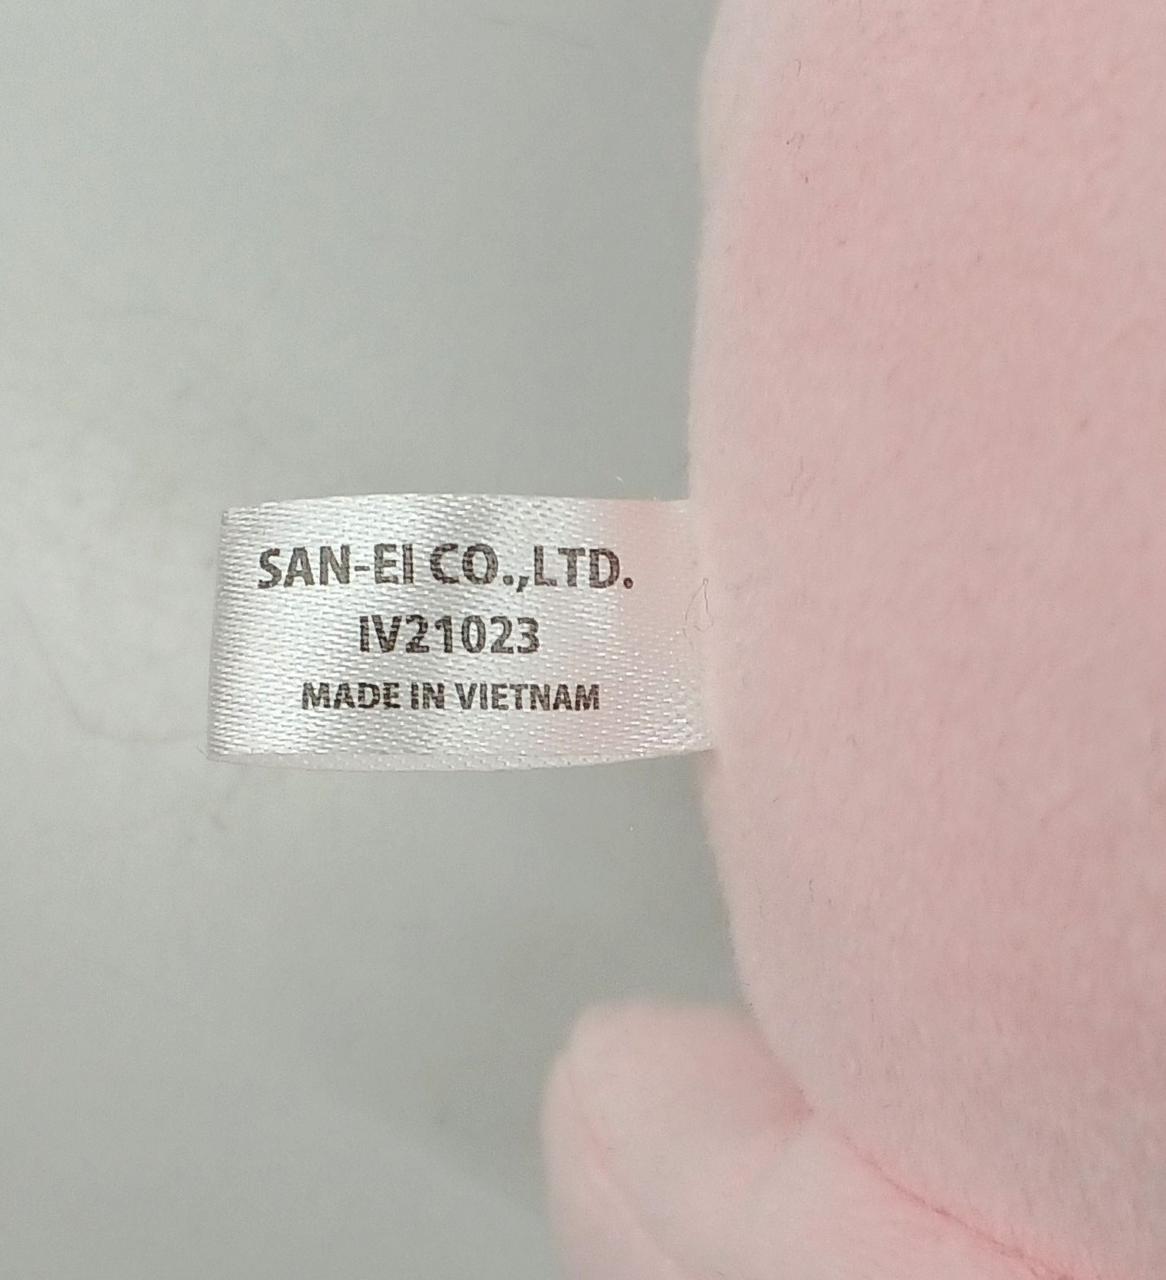 SAN-EI CO.,LTD.
IV21023
MADE IN VIETNAM